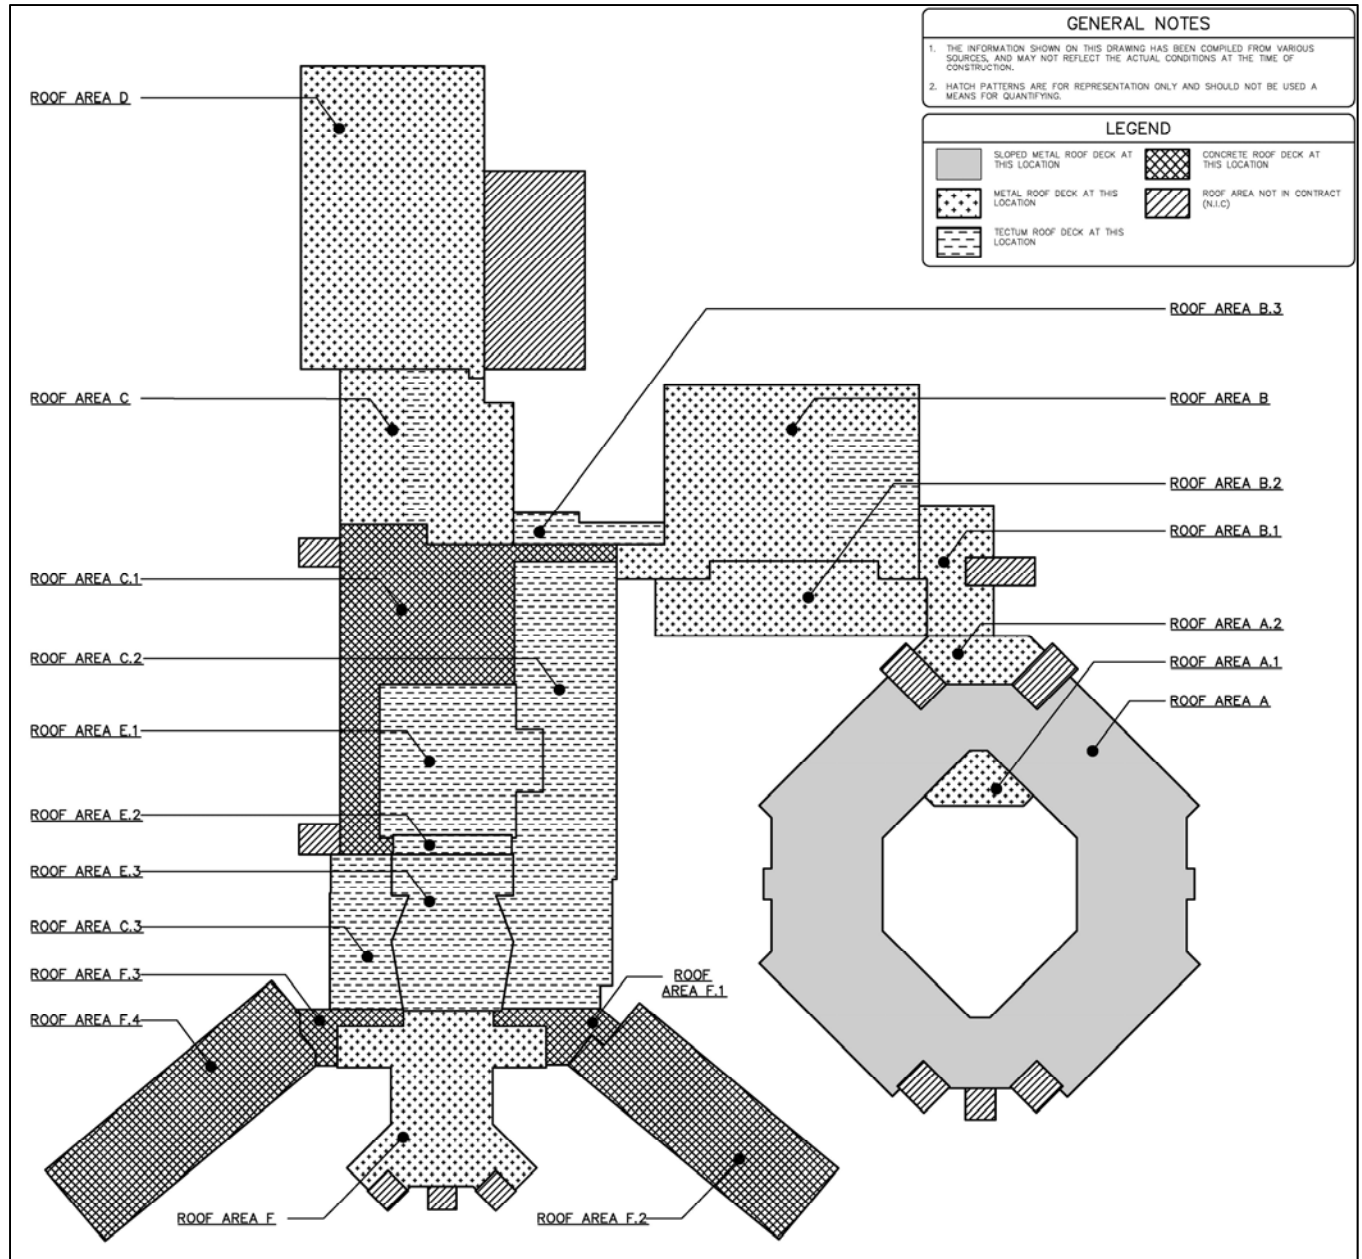 GENERAL NOTES
1. THE INFORMATION SHOWN ON THIS DRAWING HAS BEEN COMPILED FROM VARIOUS
SOURCES, AND MAY NOT REFLECT THE ACTUAL CONDITIONS AT THE TIME OF
CONSTRUCTION.
2. HATCH PATTERNS ARE FOR REPRESENTATION ONLY AND SHOULD NOT BE USED A
MEANS FOR QUANTIFYING.
LEGEND
SLOPED METAL ROOF DECK AT
THIS LOCATION
CONCRETE ROOF DECK AT
THIS LOCATION
METAL ROOF DECK AT THIS
LOCATION
ROOF AREA NOT IN CONTRACT
(N.I.C)
TECTUM ROOF DECK AT THIS
LOCATION
ROOF AREA D
ROOF AREA C
ROOF AREA C.1
ROOF AREA C.2
ROOF AREA E.1
ROOF AREA E.2
ROOF AREA E.3
ROOF AREA C.3
ROOF AREA F.3
ROOF AREA F.4
ROOF AREA F
ROOF AREA F.2
ROOF
AREA F.1
ROOF AREA B.3
ROOF AREA B
ROOF AREA B.2
ROOF AREA B.1
ROOF AREA A.2
ROOF AREA A.1
ROOF AREA A